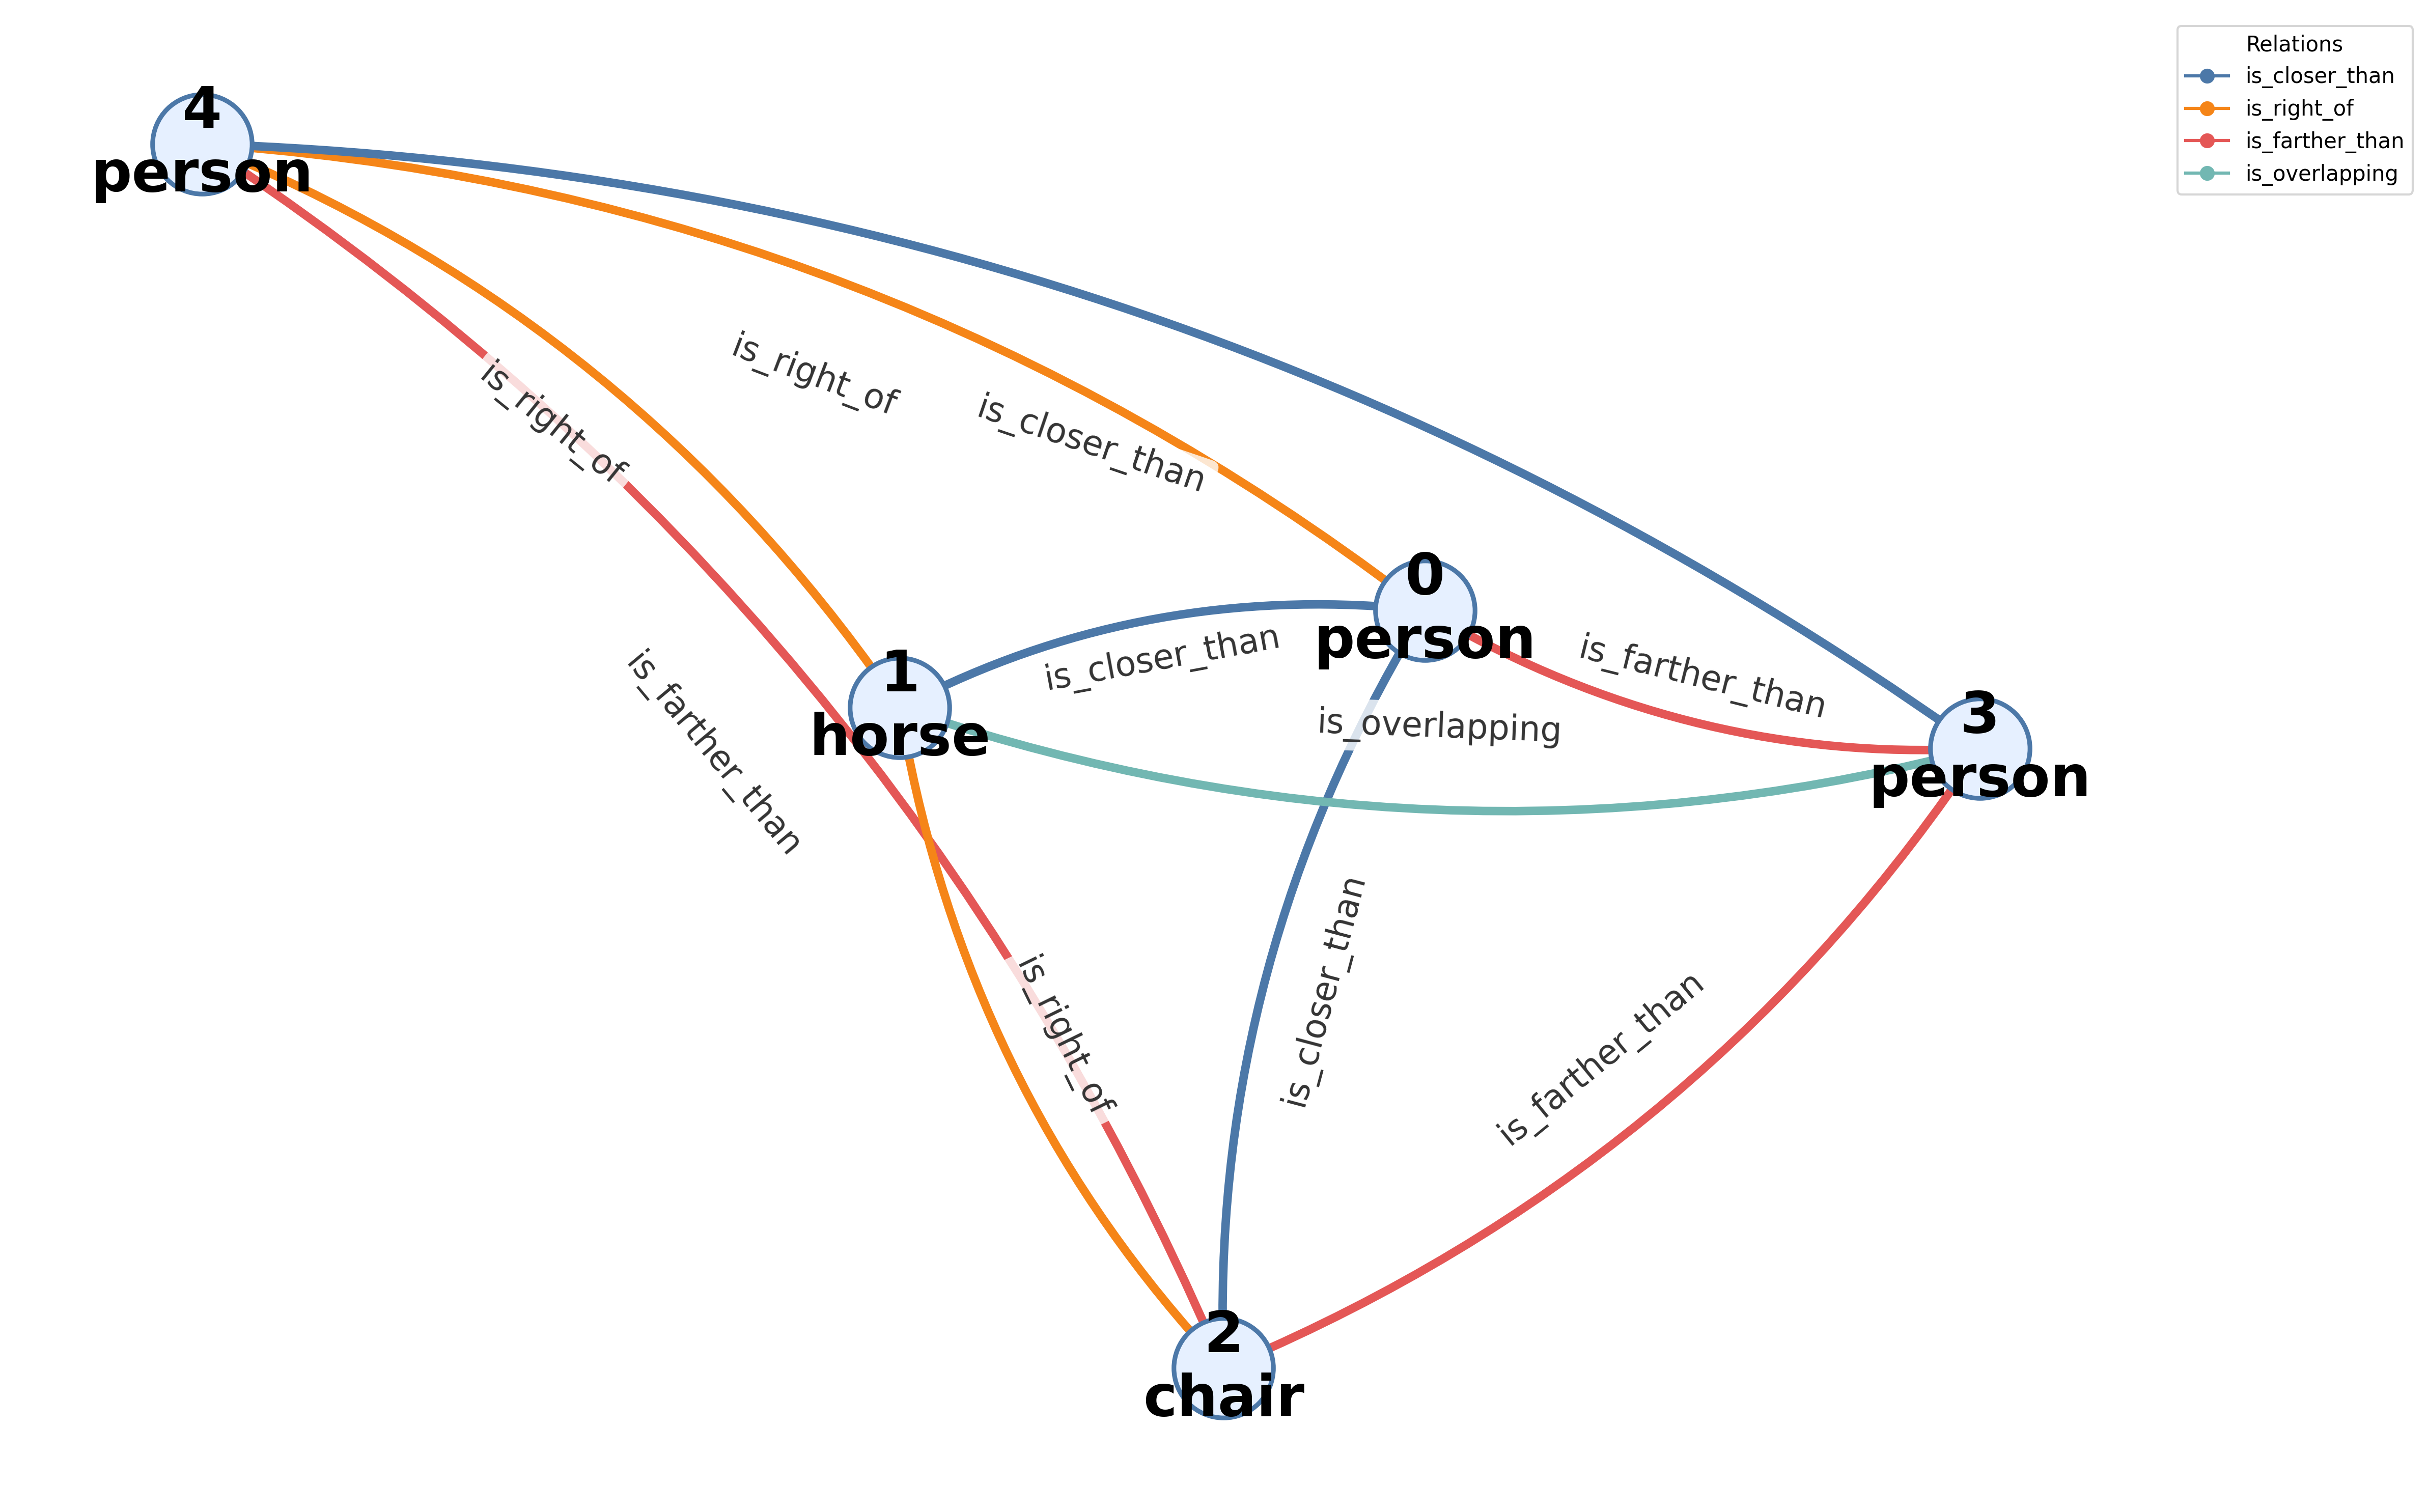 Relations
is_closer_than
is_right_of
is_farther_than
is_overlapping
4
person
is_right_of
is_right_of
is_closer_than
0
person
is_closer_than
is_farther_than
1
horse
is_overlapping
3
person
is_farther_than
is_closer_than
is_right_of
is_farther_than
2
chair